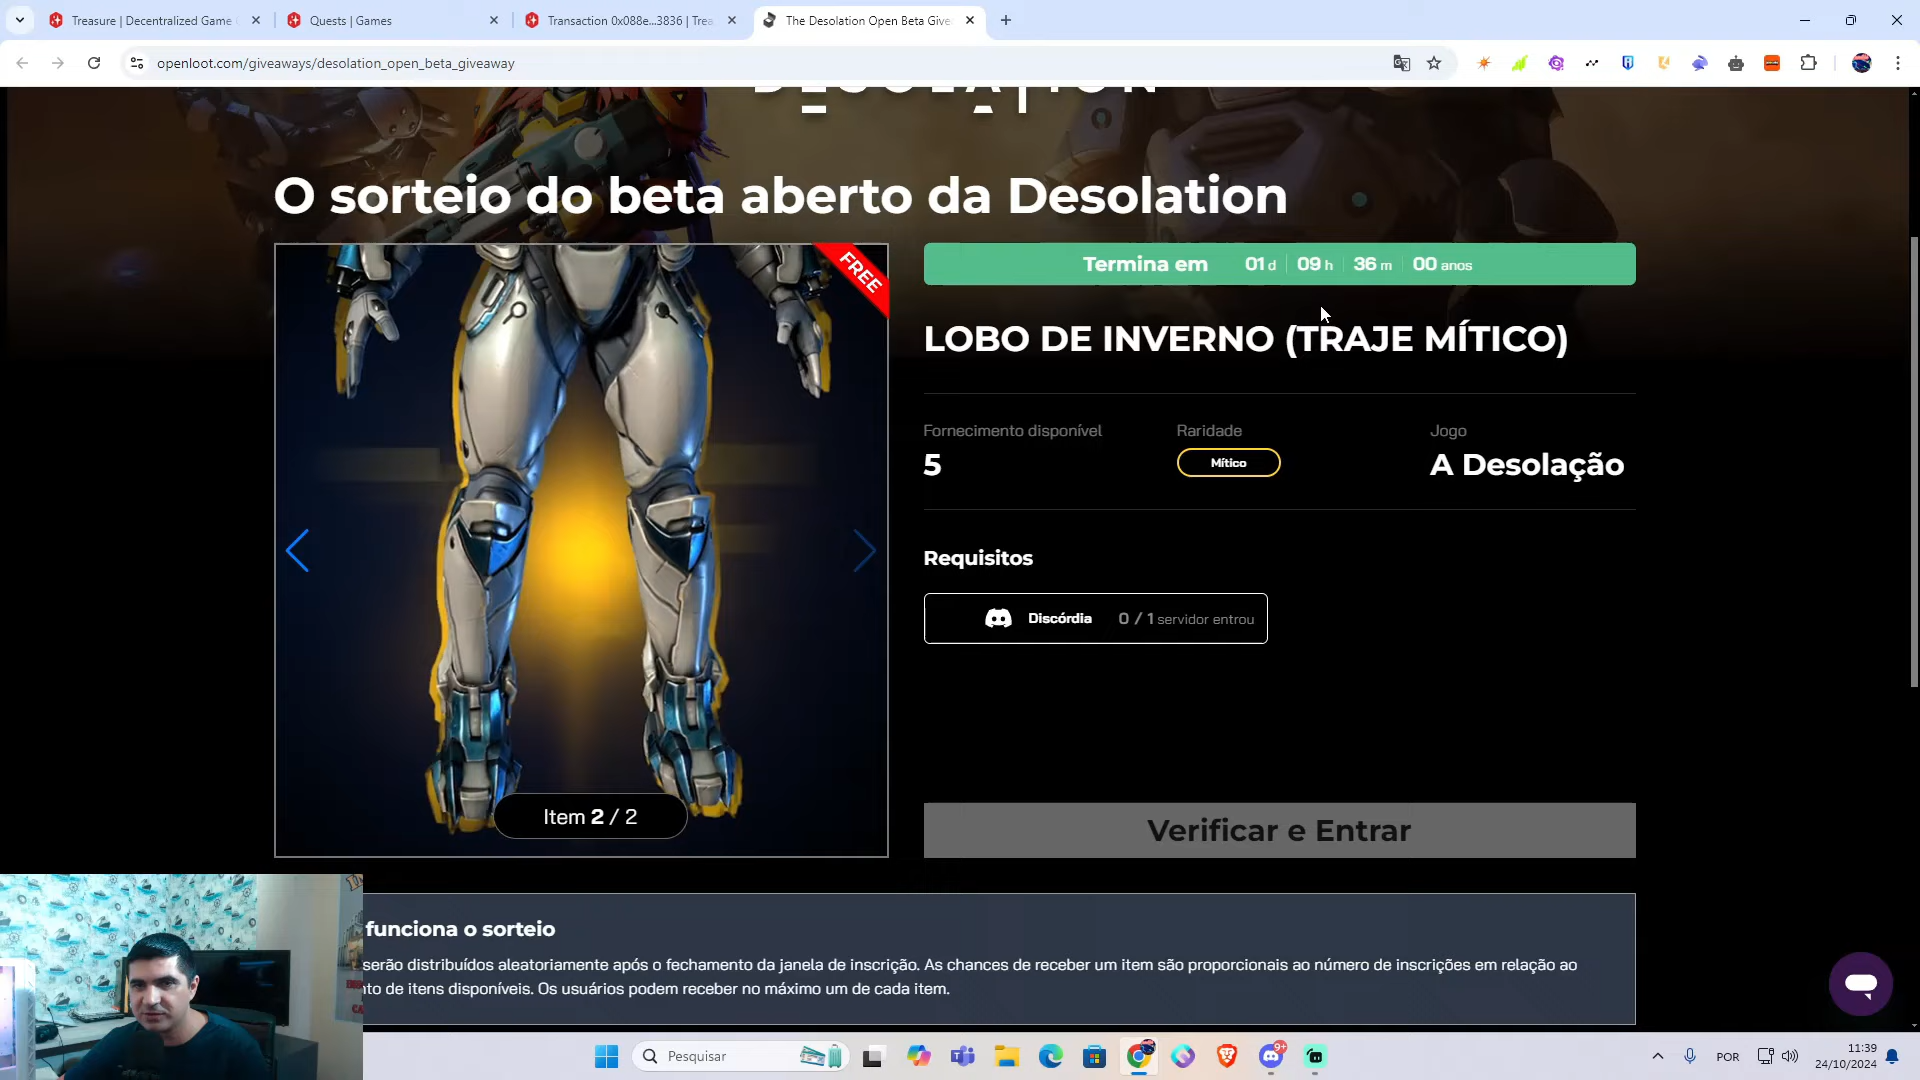 Treasure | Decentralized Game
Quests | Games
Transaction 0x088e...3836 | Trea
The Desolation Open Beta Give
openloot.com/giveaways/desolation_open_beta_giveaway
DESOLATION
O sorteio do beta aberto da Desolation
FREE
Termina em 01 d 09 h 36 m 00 anos
LOBO DE INVERNO (TRAJE MÍTICO)
Fornecimento disponível
5
Raridade
Mítico
Jogo
A Desolação
Requisitos
Discórdia 0 / 1 servidor entrou
Item 2 / 2
Verificar e Entrar
funciona o sorteio
serão distribuídos aleatoriamente após o fechamento da janela de inscrição. As chances de receber um item são proporcionais ao número de inscrições em relação ao
nto de itens disponíveis. Os usuários podem receber no máximo um de cada item.
Pesquisar
9+
POR
11:39
24/10/2024